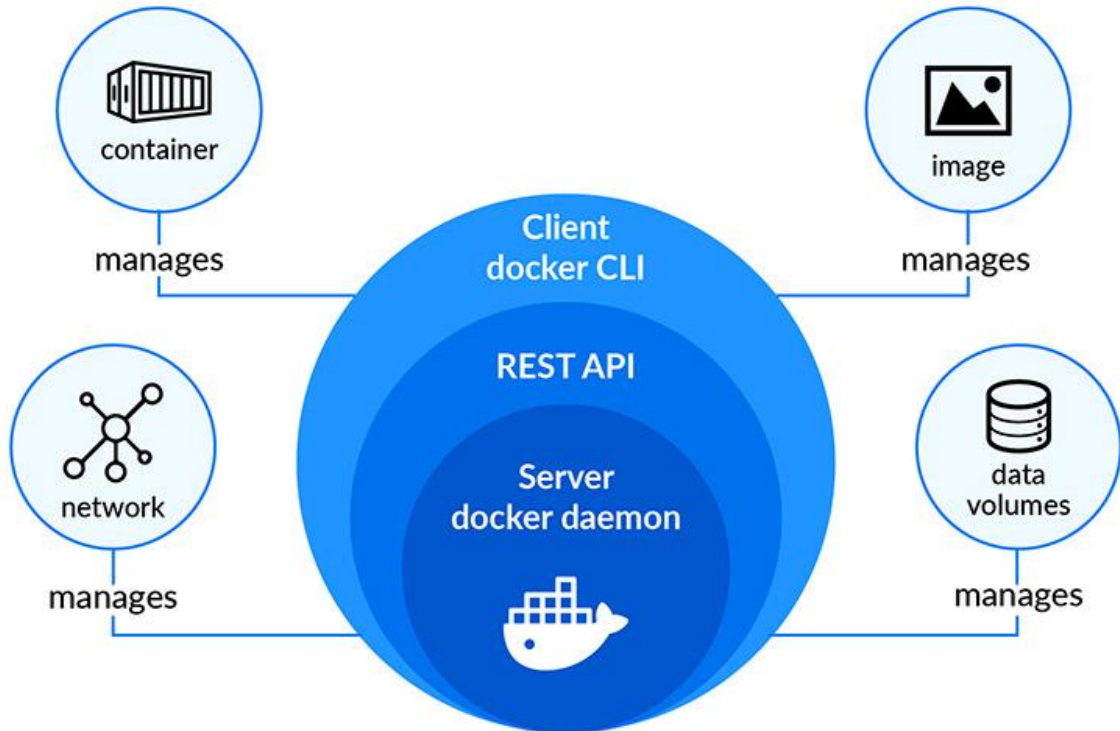 container
manages
image
manages
Client
docker CLI
REST API
Server
docker daemon
network
manages
data
volumes
manages